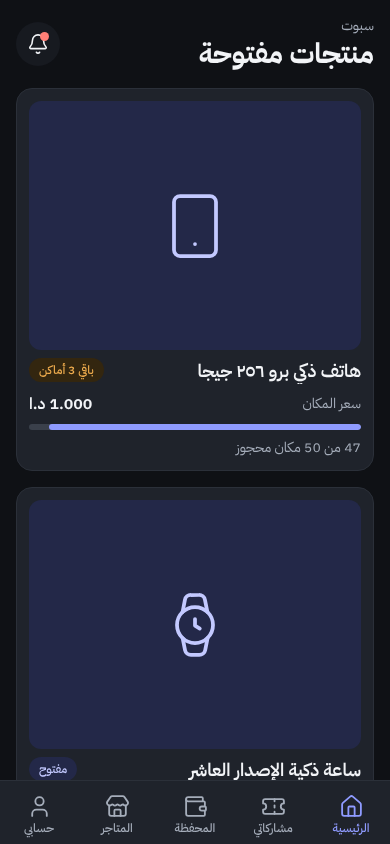 سبوت
منتجات مفتوحة
هاتف ذكي برو ٢٥٦ جيجا
باقي 3 أماكن
سعر المكان
1.000 د.ا
47 من 50 مكان محجوز
ساعة ذكية الإصدار العاشر
مفتوح
الرئيسية
مشاركاتي
المحفظة
المتاجر
حسابي